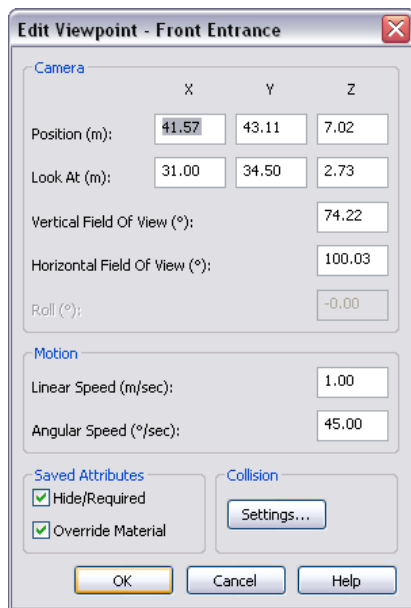 Edit Viewpoint - Front Entrance
Camera
X Y Z
Position (m): 41.57 43.11 7.02
Look At (m): 31.00 34.50 2.73
Vertical Field Of View (°): 74.22
Horizontal Field Of View (°): 100.03
Roll (°): -0.00
Motion
Linear Speed (m/sec): 1.00
Angular Speed (°/sec): 45.00
Saved Attributes Collision
Hide/Required
Settings...
Override Material
OK Cancel Help